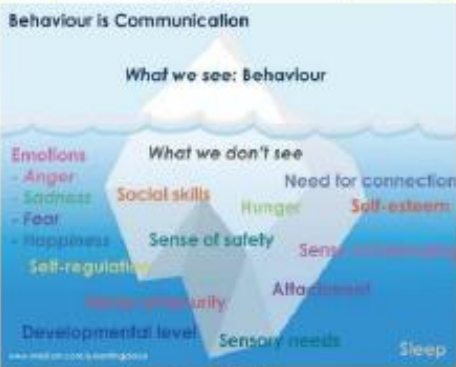 Behaviour is Communication
What we see: Behaviour
What we don't see
Emotions
- Anger
- Sadness
- Fear
- Happiness
Social skills
Need for connection
Hunger
Self-esteem
Sense of safety
Self-regulation
Attachment
Developmental level
Sensory needs
Sleep